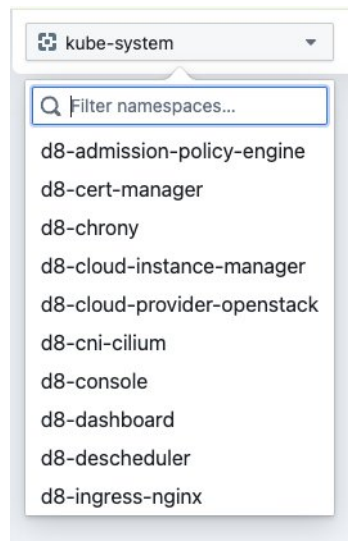 kube-system
Filter namespaces...
d8-admission-policy-engine
d8-cert-manager
d8-chrony
d8-cloud-instance-manager
d8-cloud-provider-openstack
d8-cni-cilium
d8-console
d8-dashboard
d8-descheduler
d8-ingress-nginx